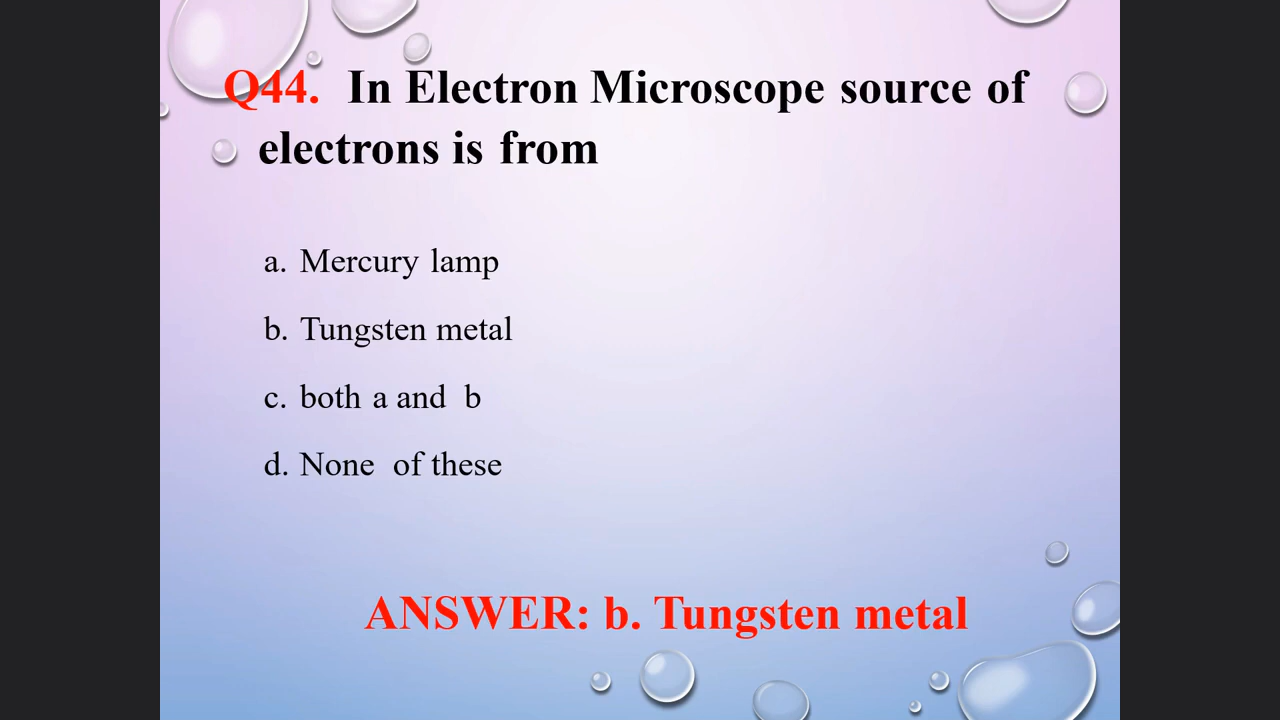 Q44. In Electron Microscope source of
electrons is from
a. Mercury lamp
b. Tungsten metal
c. both a and b
d. None of these
ANSWER: b. Tungsten metal